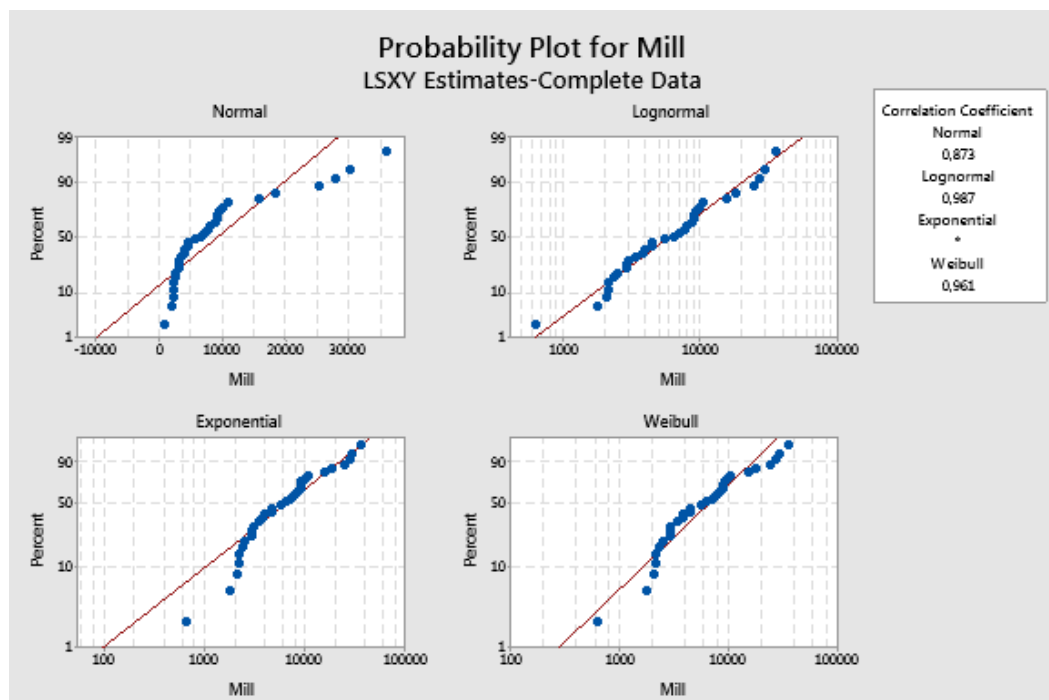 Probability Plot for Mill
LSXY Estimates-Complete Data
Normal
99
90
50
10
1
Percent
-10000 0 10000 20000 30000
Mill
Lognormal
99
90
50
10
1
Percent
1000 10000 100000
Mill
Correlation Coefficient
Normal
0,873
Lognormal
0,987
Exponential
*
Weibull
0,961
Exponential
90
50
10
1
Percent
100 1000 10000 100000
Mill
Weibull
90
50
10
1
Percent
100 1000 10000 100000
Mill